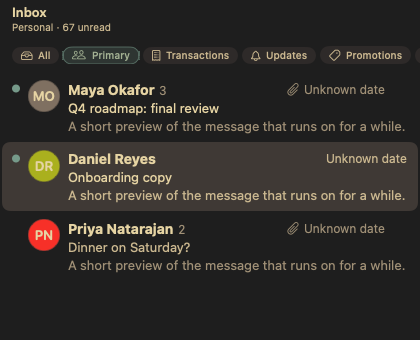 Inbox
Personal · 67 unread
All Primary Transactions Updates Promotions
MO Maya Okafor 3 Unknown date
Q4 roadmap: final review
A short preview of the message that runs on for a while.
DR Daniel Reyes Unknown date
Onboarding copy
A short preview of the message that runs on for a while.
PN Priya Natarajan 2 Unknown date
Dinner on Saturday?
A short preview of the message that runs on for a while.